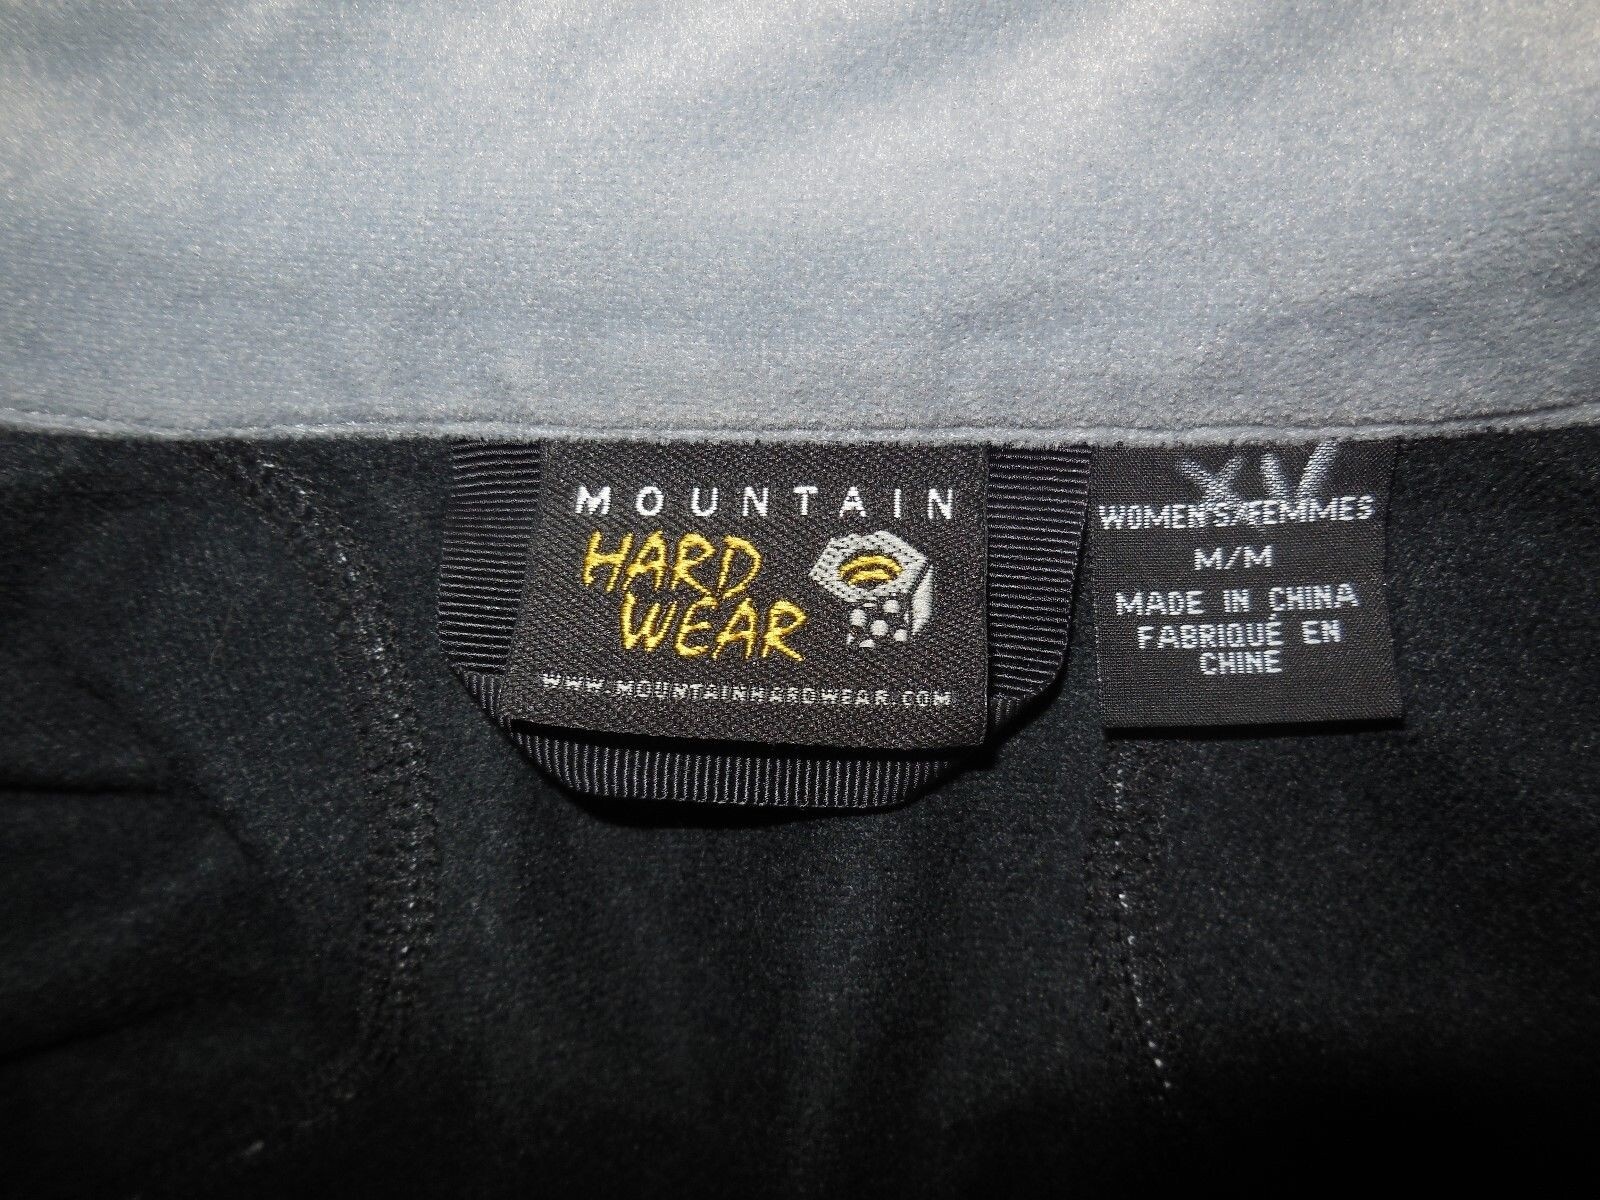 MOUNTAIN
HARD
WEAR
WWW.MOUNTAINHARDWEAR.COM
XV
WOMEN'S/FEMMES
M/M
MADE IN CHINA
FABRIQUÉ EN
CHINE